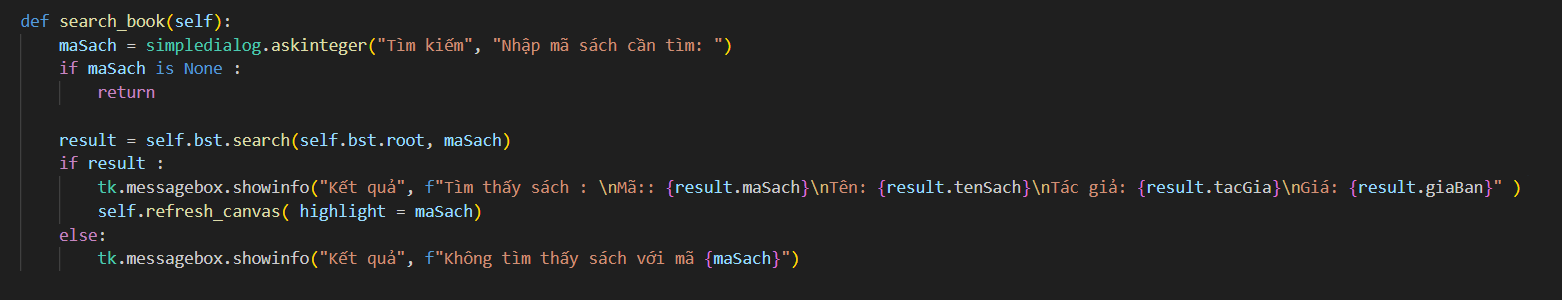 def search_book(self):
    maSach = simpledialog.askinteger("Tìm kiếm", "Nhập mã sách cần tìm: ")
    if maSach is None :
        return
    result = self.bst.search(self.bst.root, maSach)
    if result :
        tk.messagebox.showinfo("Kết quả", f"Tìm thấy sách : \nMã:: {result.maSach}\nTên: {result.tenSach}\nTác giả: {result.tacGia}\nGiá: {result.giaBan}" )
        self.refresh_canvas( highlight = maSach)
    else:
        tk.messagebox.showinfo("Kết quả", f"Không tìm thấy sách với mã {maSach}")